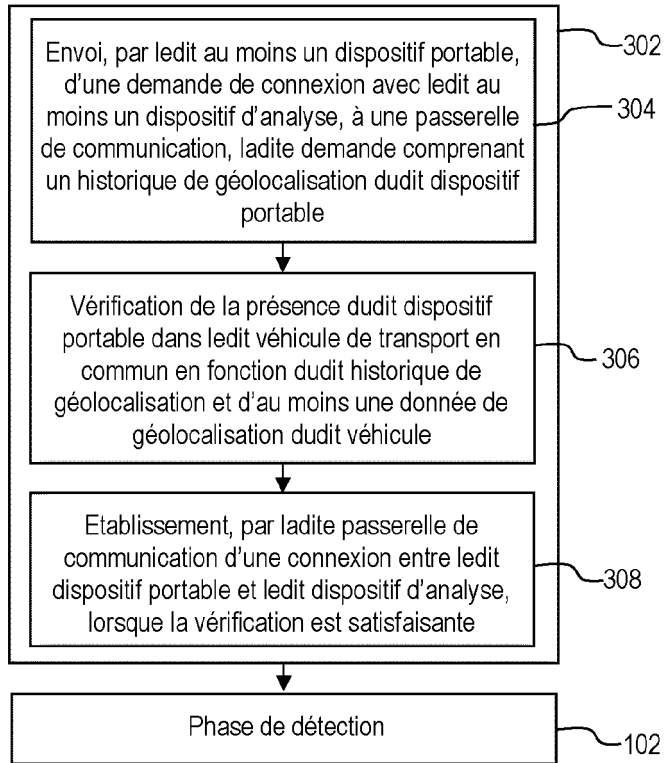 302
Envoi, par ledit au moins un dispositif portable,
d'une demande de connexion avec ledit au
moins un dispositif d'analyse, à une passerelle
de communication, ladite demande comprenant
un historique de géolocalisation dudit dispositif
portable
304
Vérification de la présence dudit dispositif
portable dans ledit véhicule de transport en
commun en fonction dudit historique de
géolocalisation et d'au moins une donnée de
géolocalisation dudit véhicule
306
Etablissement, par ladite passerelle de
communication d'une connexion entre ledit
dispositif portable et ledit dispositif d'analyse,
lorsque la vérification est satisfaisante
308
Phase de détection
102